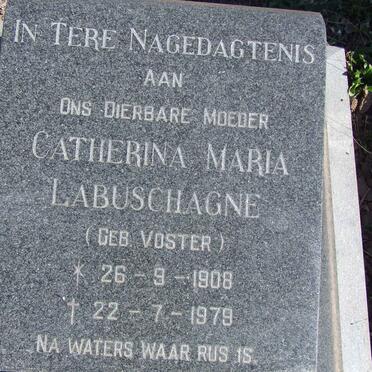 In Tere Nagedagtenis
aan
Ons Dierbare Moeder
Catherina Maria
Labuschagne
(Geb. Voster)
* 26-9-1908
† 22-7-1979
Na waters waar rus is.